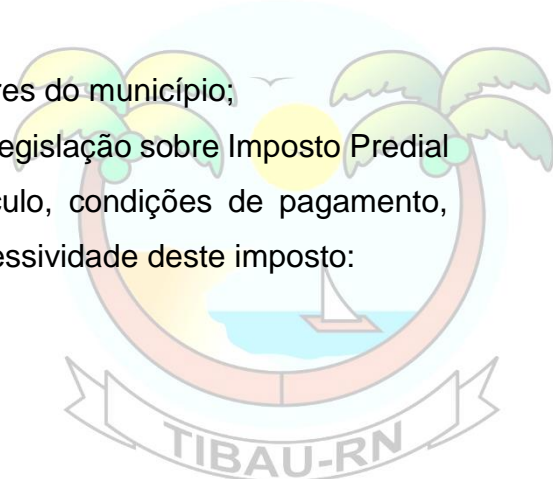 res do município;
egislação sobre Imposto Predial
culo, condições de pagamento,
essividade deste imposto:
TIBAU-RN